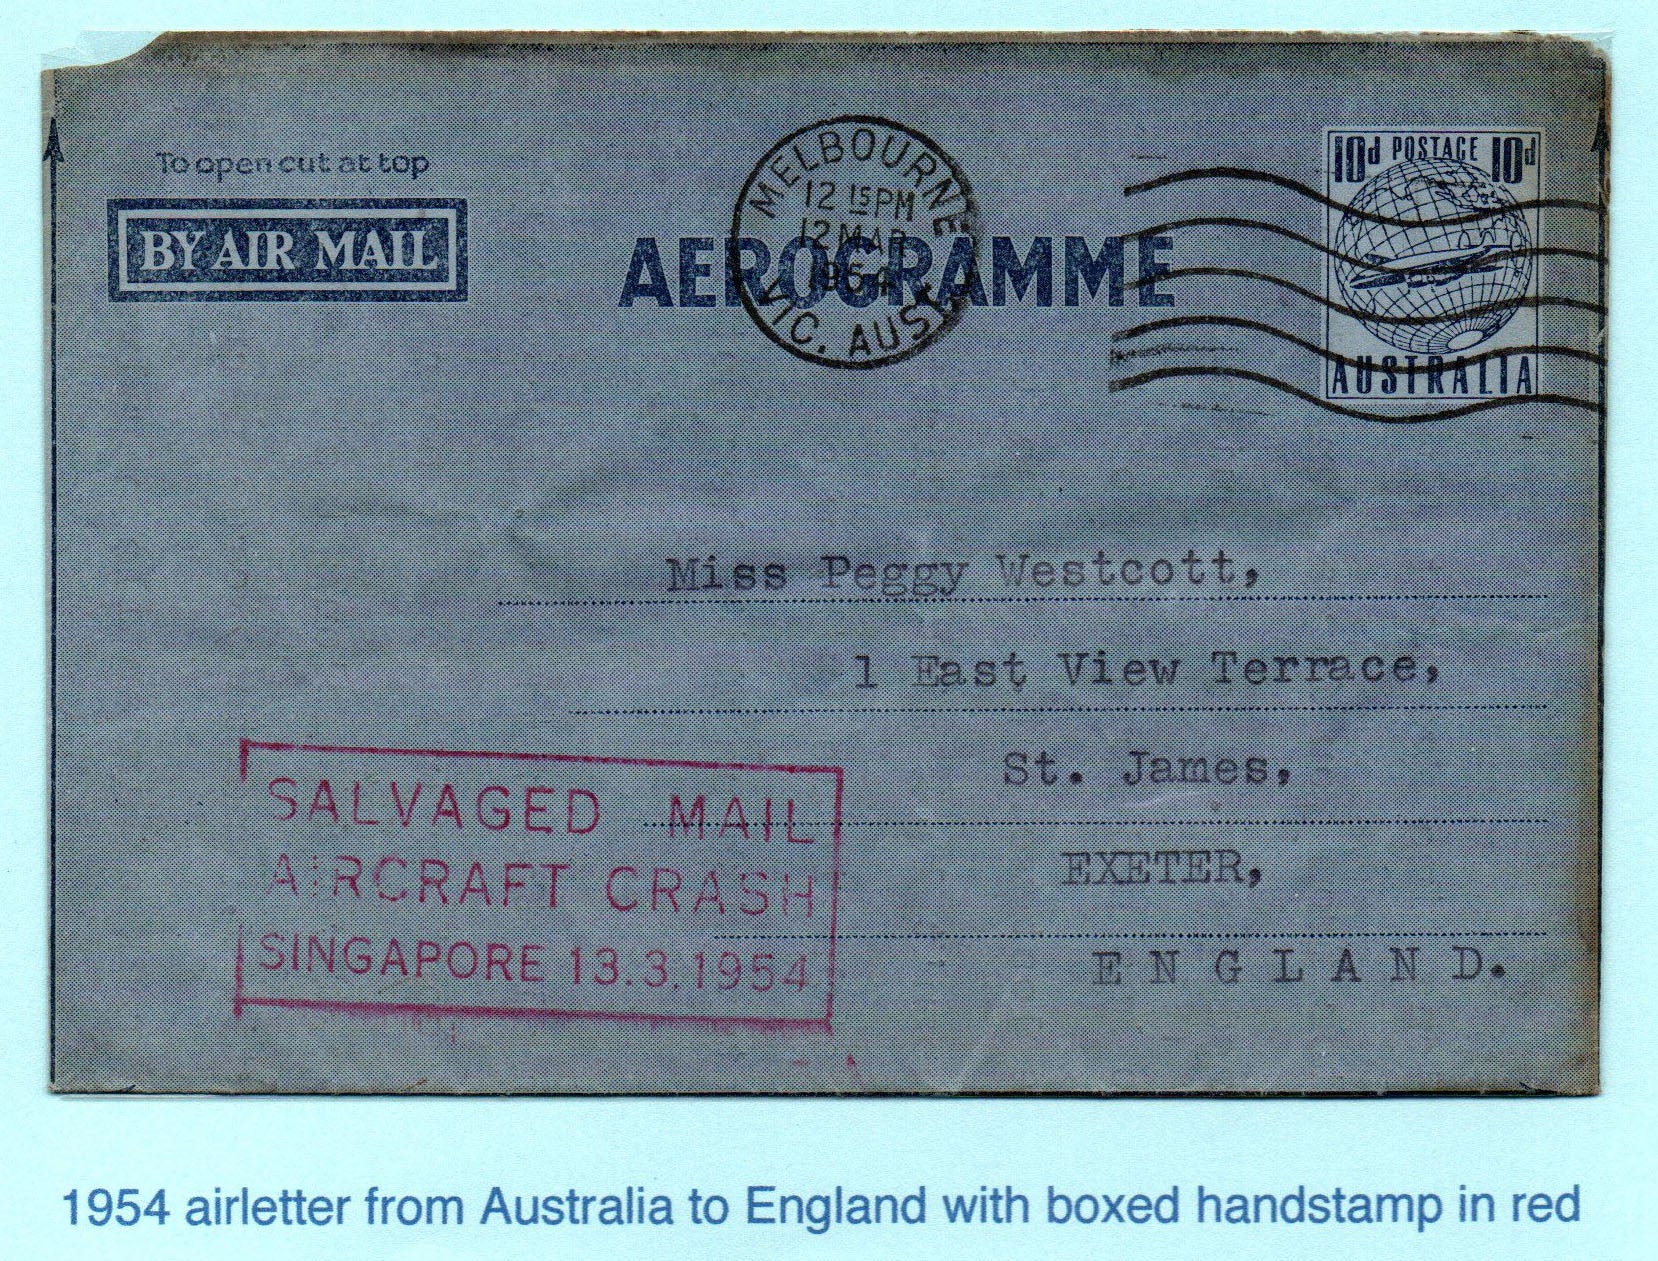 To open cut at top
BY AIR MAIL
AEROGRAMME
MELBOURNE
12 15 PM
12 MAR
1954
VIC. AUST
10d POSTAGE 10d
AUSTRALIA
Miss Peggy Westcott,
1 East View Terrace,
St. James,
EXETER,
ENGLAND.
SALVAGED MAIL
AIRCRAFT CRASH
SINGAPORE 13.3.1954
1954 airletter from Australia to England with boxed handstamp in red